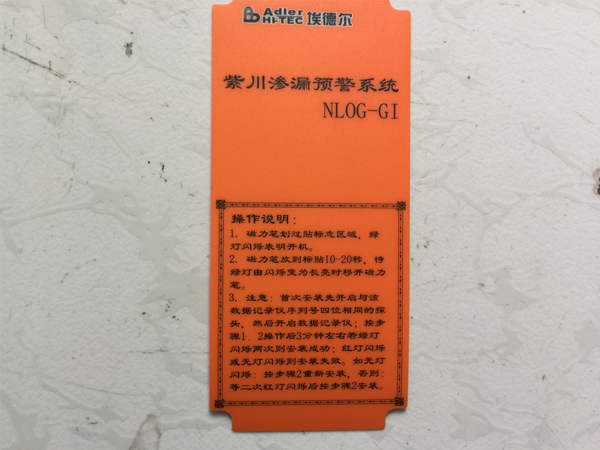 Adler
HI-TEC 埃德尔
紫川渗漏预警系统
NLOG-GI
操作说明：
1. 磁力笔划过贴标志区域，绿
灯闪烁表明开机。
2. 磁力笔放到标贴10-20秒，待
绿灯由闪烁变为长亮时移开磁力
笔。
3. 注意：首次安装先开启与该
数据记录仪序列号四位相同的探
头，然后开启数据记录仪；按步
骤1、2操作后3分钟左右若绿灯
闪烁两次则安装成功；红灯闪烁
或无灯闪烁则安装失败。如无灯
闪烁：按步骤2重新安装，否则：
等二次红灯闪烁后按步骤2安装。